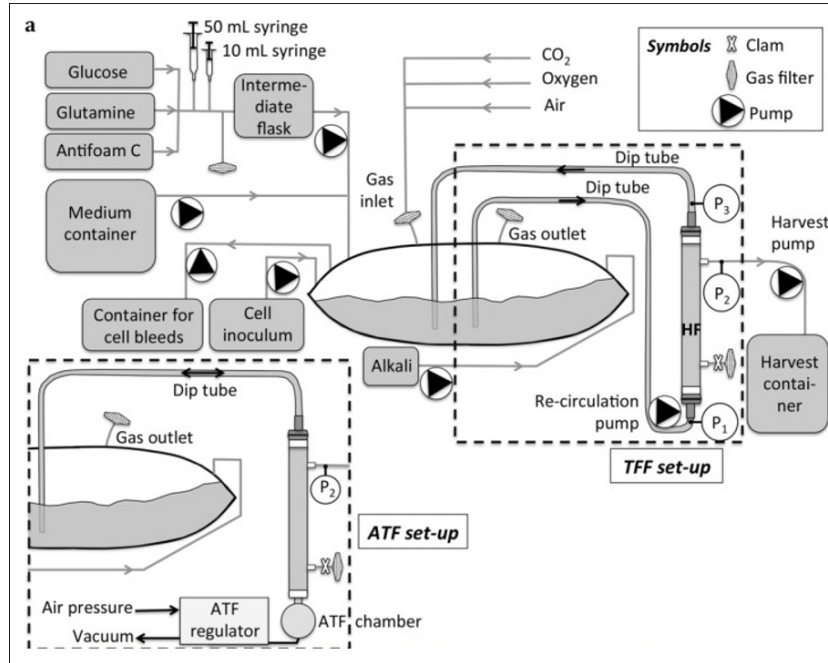 a
50 mL syringe
10 mL syringe
Glucose
Glutamine
Antifoam C
Interme-
diate
flask
Medium
container
Container for
cell bleeds
Cell
inoculum
CO2
Oxygen
Air
Gas
inlet
Gas outlet
Symbols
Clam
Gas filter
Pump
Dip tube
Dip tube
P3
P2
HF
P1
Harvest
pump
Harvest
contai-
ner
Alkali
Re-circulation
pump
TFF set-up
Dip tube
Gas outlet
P2
ATF set-up
Air pressure
Vacuum
ATF
regulator
ATF chamber